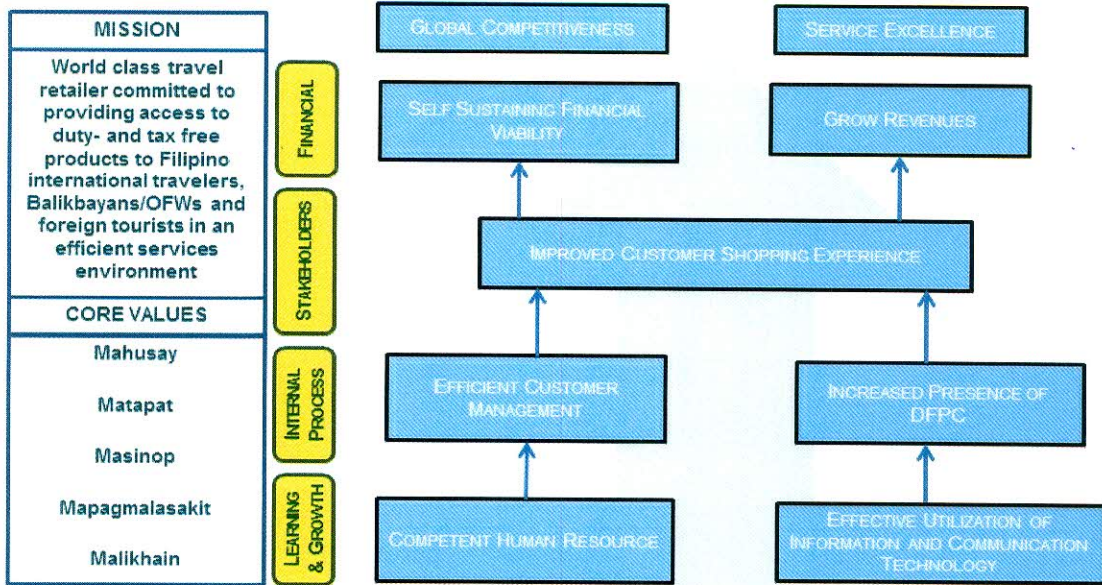 MISSION
World class travel
retailer committed to
providing access to
duty- and tax free
products to Filipino
international travelers,
Balikbayans/OFWs and
foreign tourists in an
efficient services
environment
CORE VALUES
Mahusay
Matapat
Masinop
Mapagmalasakit
Malikhain
FINANCIAL
STAKEHOLDERS
INTERNAL
PROCESS
LEARNING
& GROWTH
GLOBAL COMPETITIVENESS
SERVICE EXCELLENCE
SELF SUSTAINING FINANCIAL
VIABILITY
GROW REVENUES
IMPROVED CUSTOMER SHOPPING EXPERIENCE
EFFICIENT CUSTOMER
MANAGEMENT
INCREASED PRESENCE OF
DFPC
COMPETENT HUMAN RESOURCE
EFFECTIVE UTILIZATION OF
INFORMATION AND COMMUNICATION
TECHNOLOGY